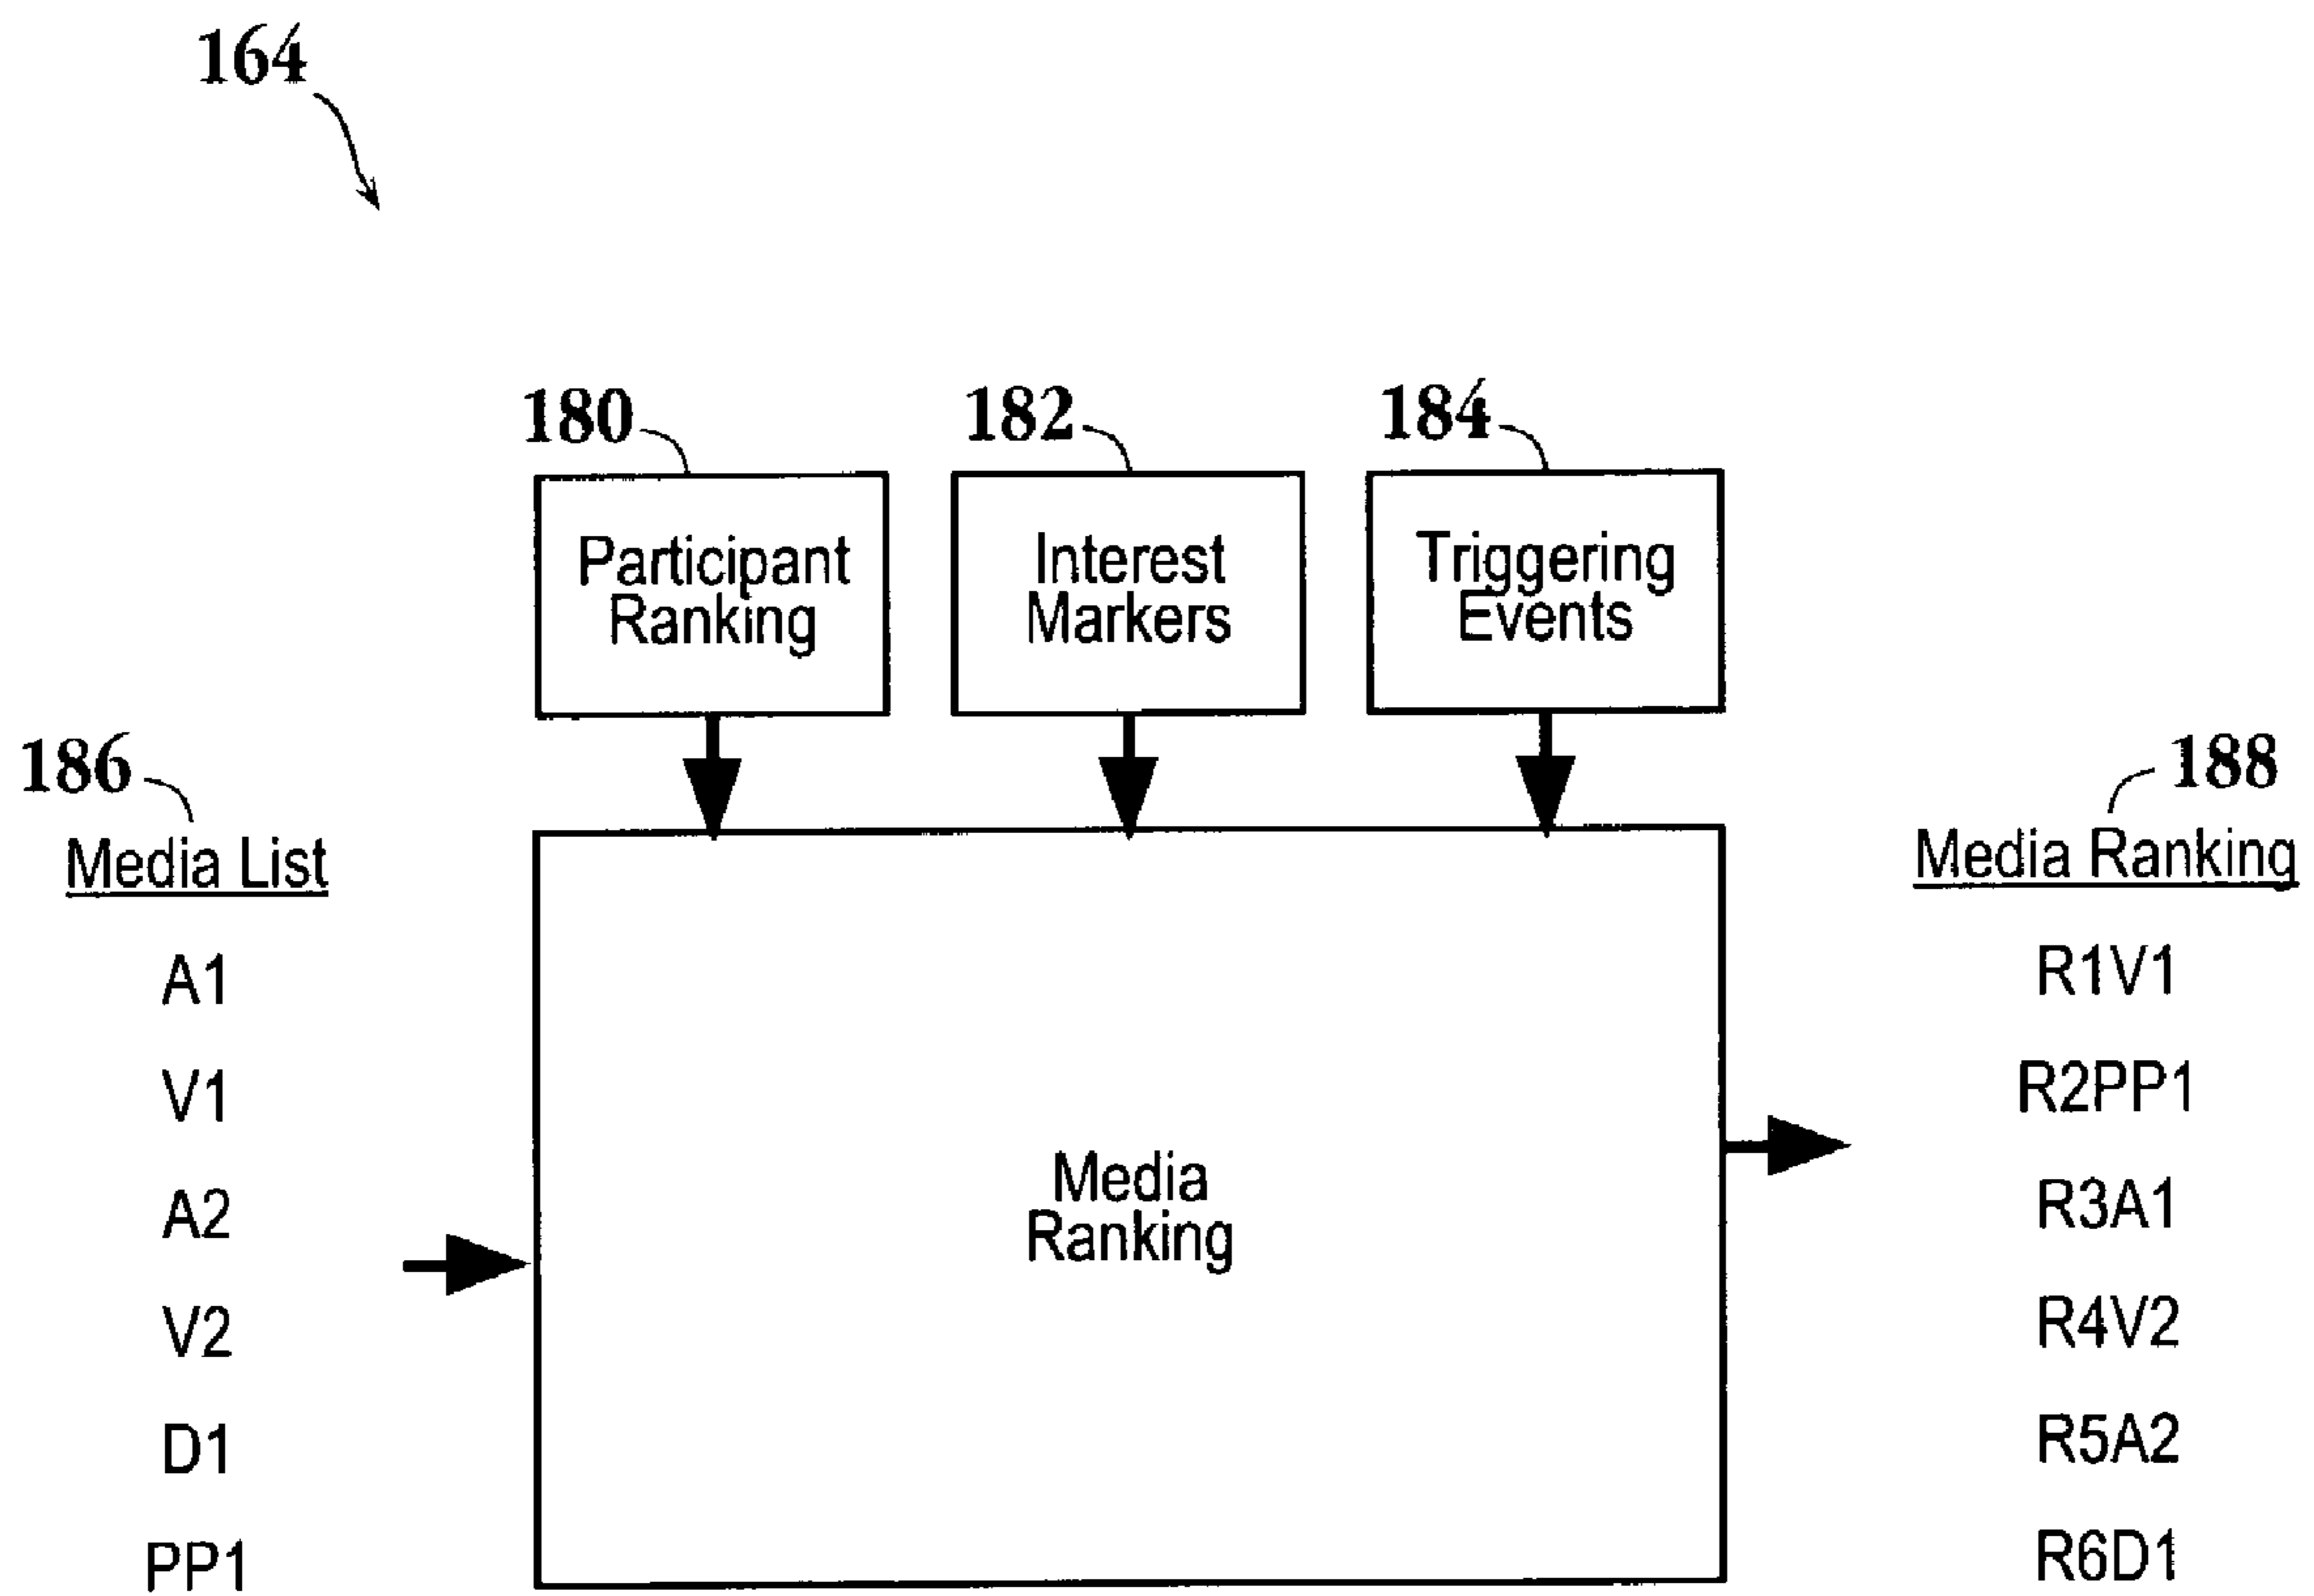 164
180
182
184
Participant
Ranking
Interest
Markers
Triggering
Events
186
188
Media List
Media Ranking
A1
V1
A2
V2
D1
PP1
Media
Ranking
R1V1
R2PP1
R3A1
R4V2
R5A2
R6D1